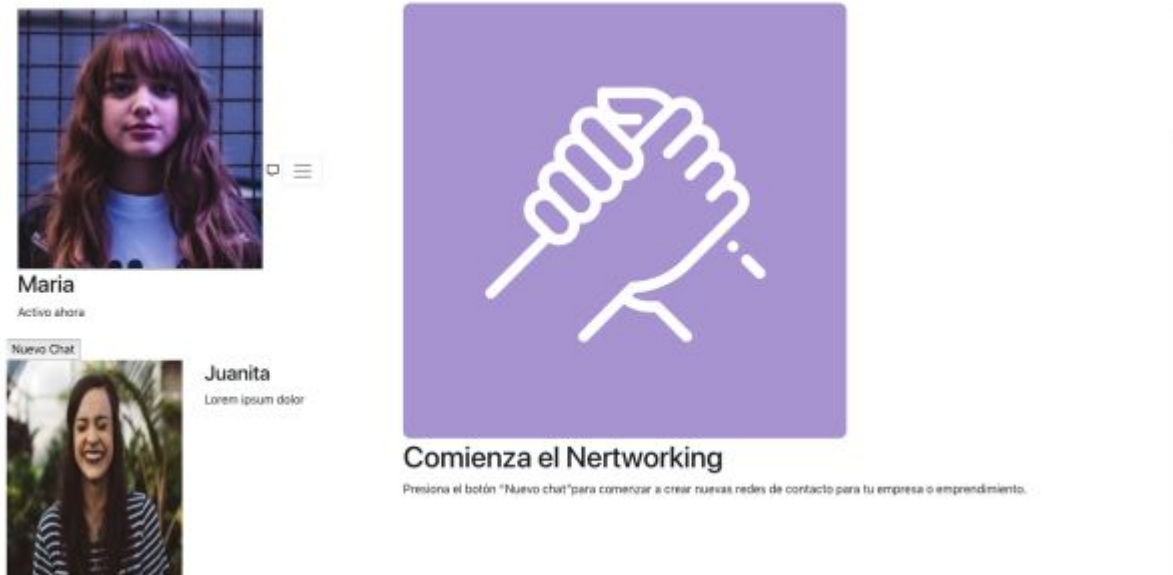 Maria
Activo ahora
Nuevo Chat
Juanita
Lorem ipsum dolor
Comienza el Nertworking
Presiona el botón "Nuevo chat"para comenzar a crear nuevas redes de contacto para tu empresa o emprendimiento.